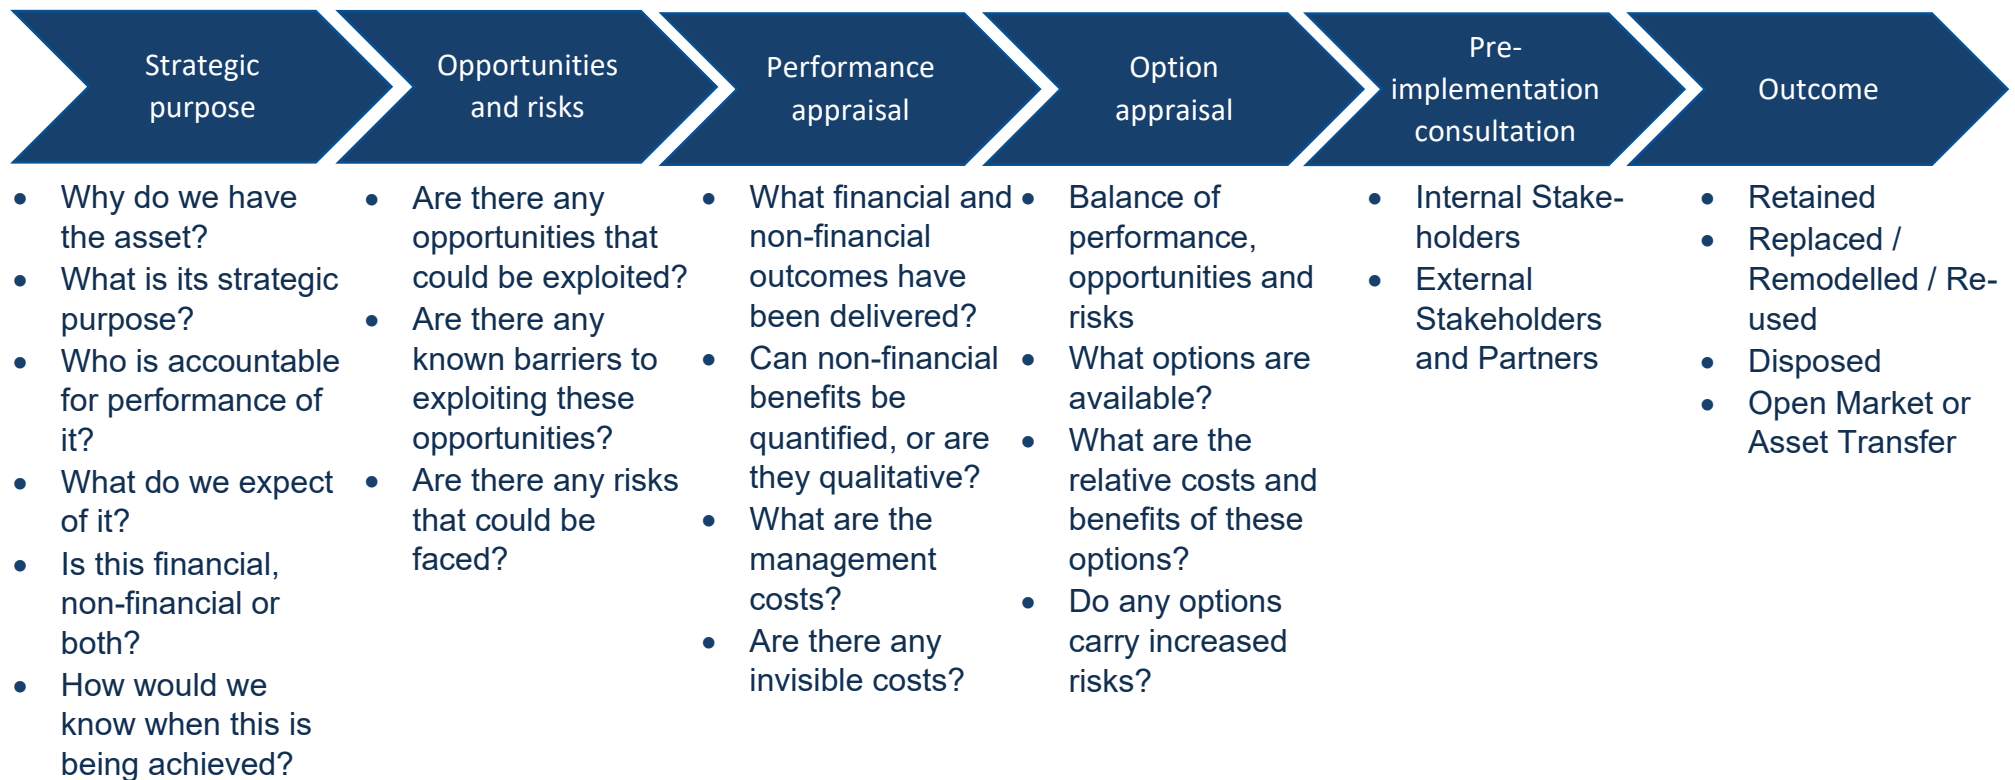 Strategic
purpose
Opportunities
and risks
Performance
appraisal
Option
appraisal
Pre-
implementation
consultation
Outcome
• Why do we have
the asset?
• What is its strategic
purpose?
• Who is accountable
for performance of
it?
• What do we expect
of it?
• Is this financial,
non-financial or
both?
• How would we
know when this is
being achieved?
• Are there any
opportunities that
could be exploited?
• Are there any
known barriers to
exploiting these
opportunities?
• Are there any risks
that could be
faced?
• What financial and
non-financial
outcomes have
been delivered?
• Can non-financial
benefits be
quantified, or are
they qualitative?
• What are the
management
costs?
• Are there any
invisible costs?
• Balance of
performance,
opportunities and
risks
• What options are
available?
• What are the
relative costs and
benefits of these
options?
• Do any options
carry increased
risks?
• Internal Stake-
holders
• External
Stakeholders
and Partners
• Retained
• Replaced /
Remodelled / Re-
used
• Disposed
• Open Market or
Asset Transfer